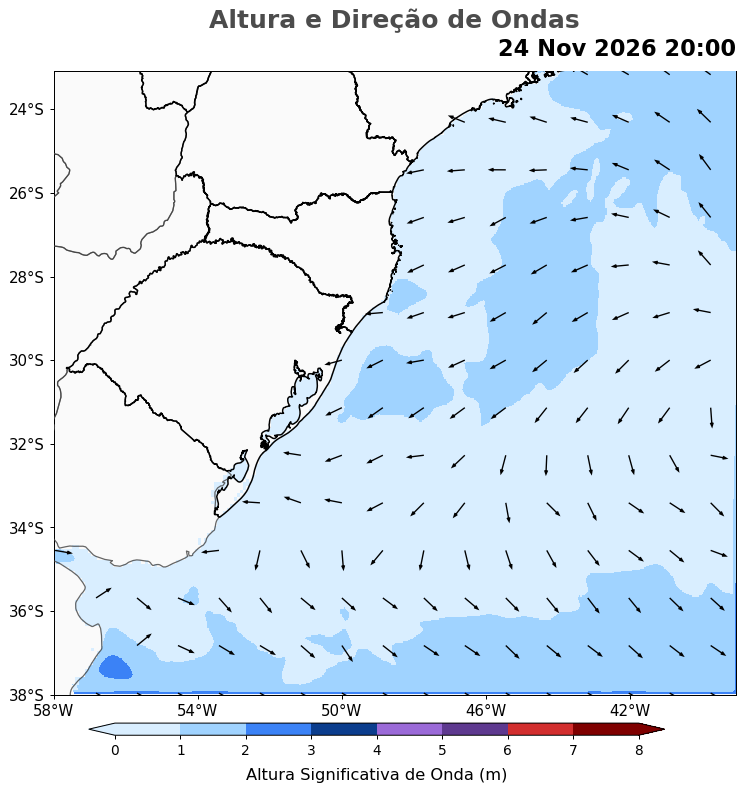 Altura e Direção de Ondas
24 Nov 2026 20:00
24°S
26°S
28°S
30°S
32°S
34°S
36°S
38°S
58°W 54°W 50°W 46°W 42°W
0 1 2 3 4 5 6 7 8
Altura Significativa de Onda (m)